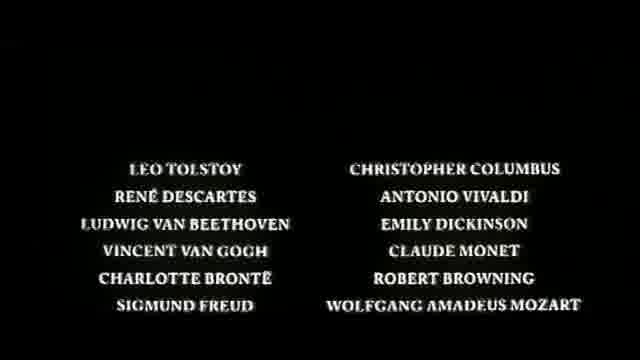 LEO TOLSTOY
RENÉ DESCARTES
LUDWIG VAN BEETHOVEN
VINCENT VAN GOGH
CHARLOTTE BRONTË
SIGMUND FREUD
CHRISTOPHER COLUMBUS
ANTONIO VIVALDI
EMILY DICKINSON
CLAUDE MONET
ROBERT BROWNING
WOLFGANG AMADEUS MOZART